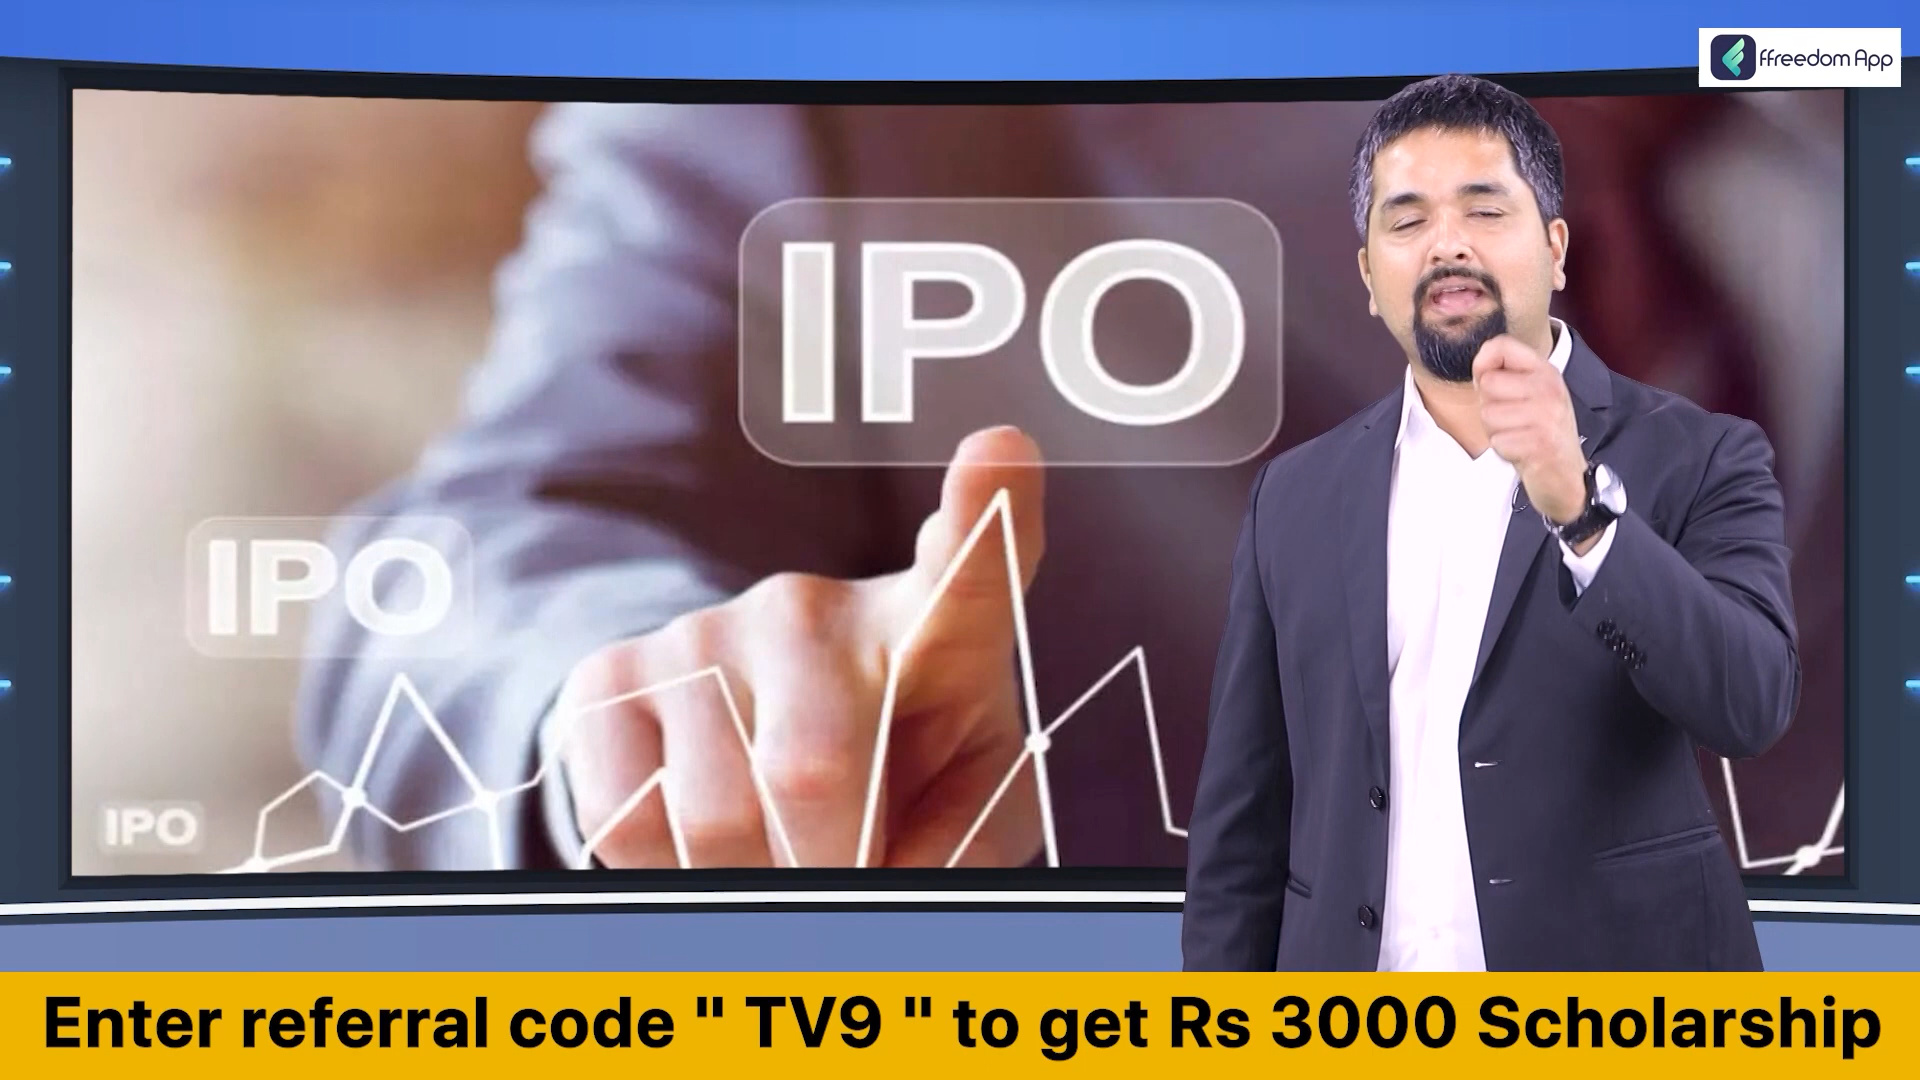 ffreedom App
IPO
IPO
IPO
Enter referral code " TV9 " to get Rs 3000 Scholarship